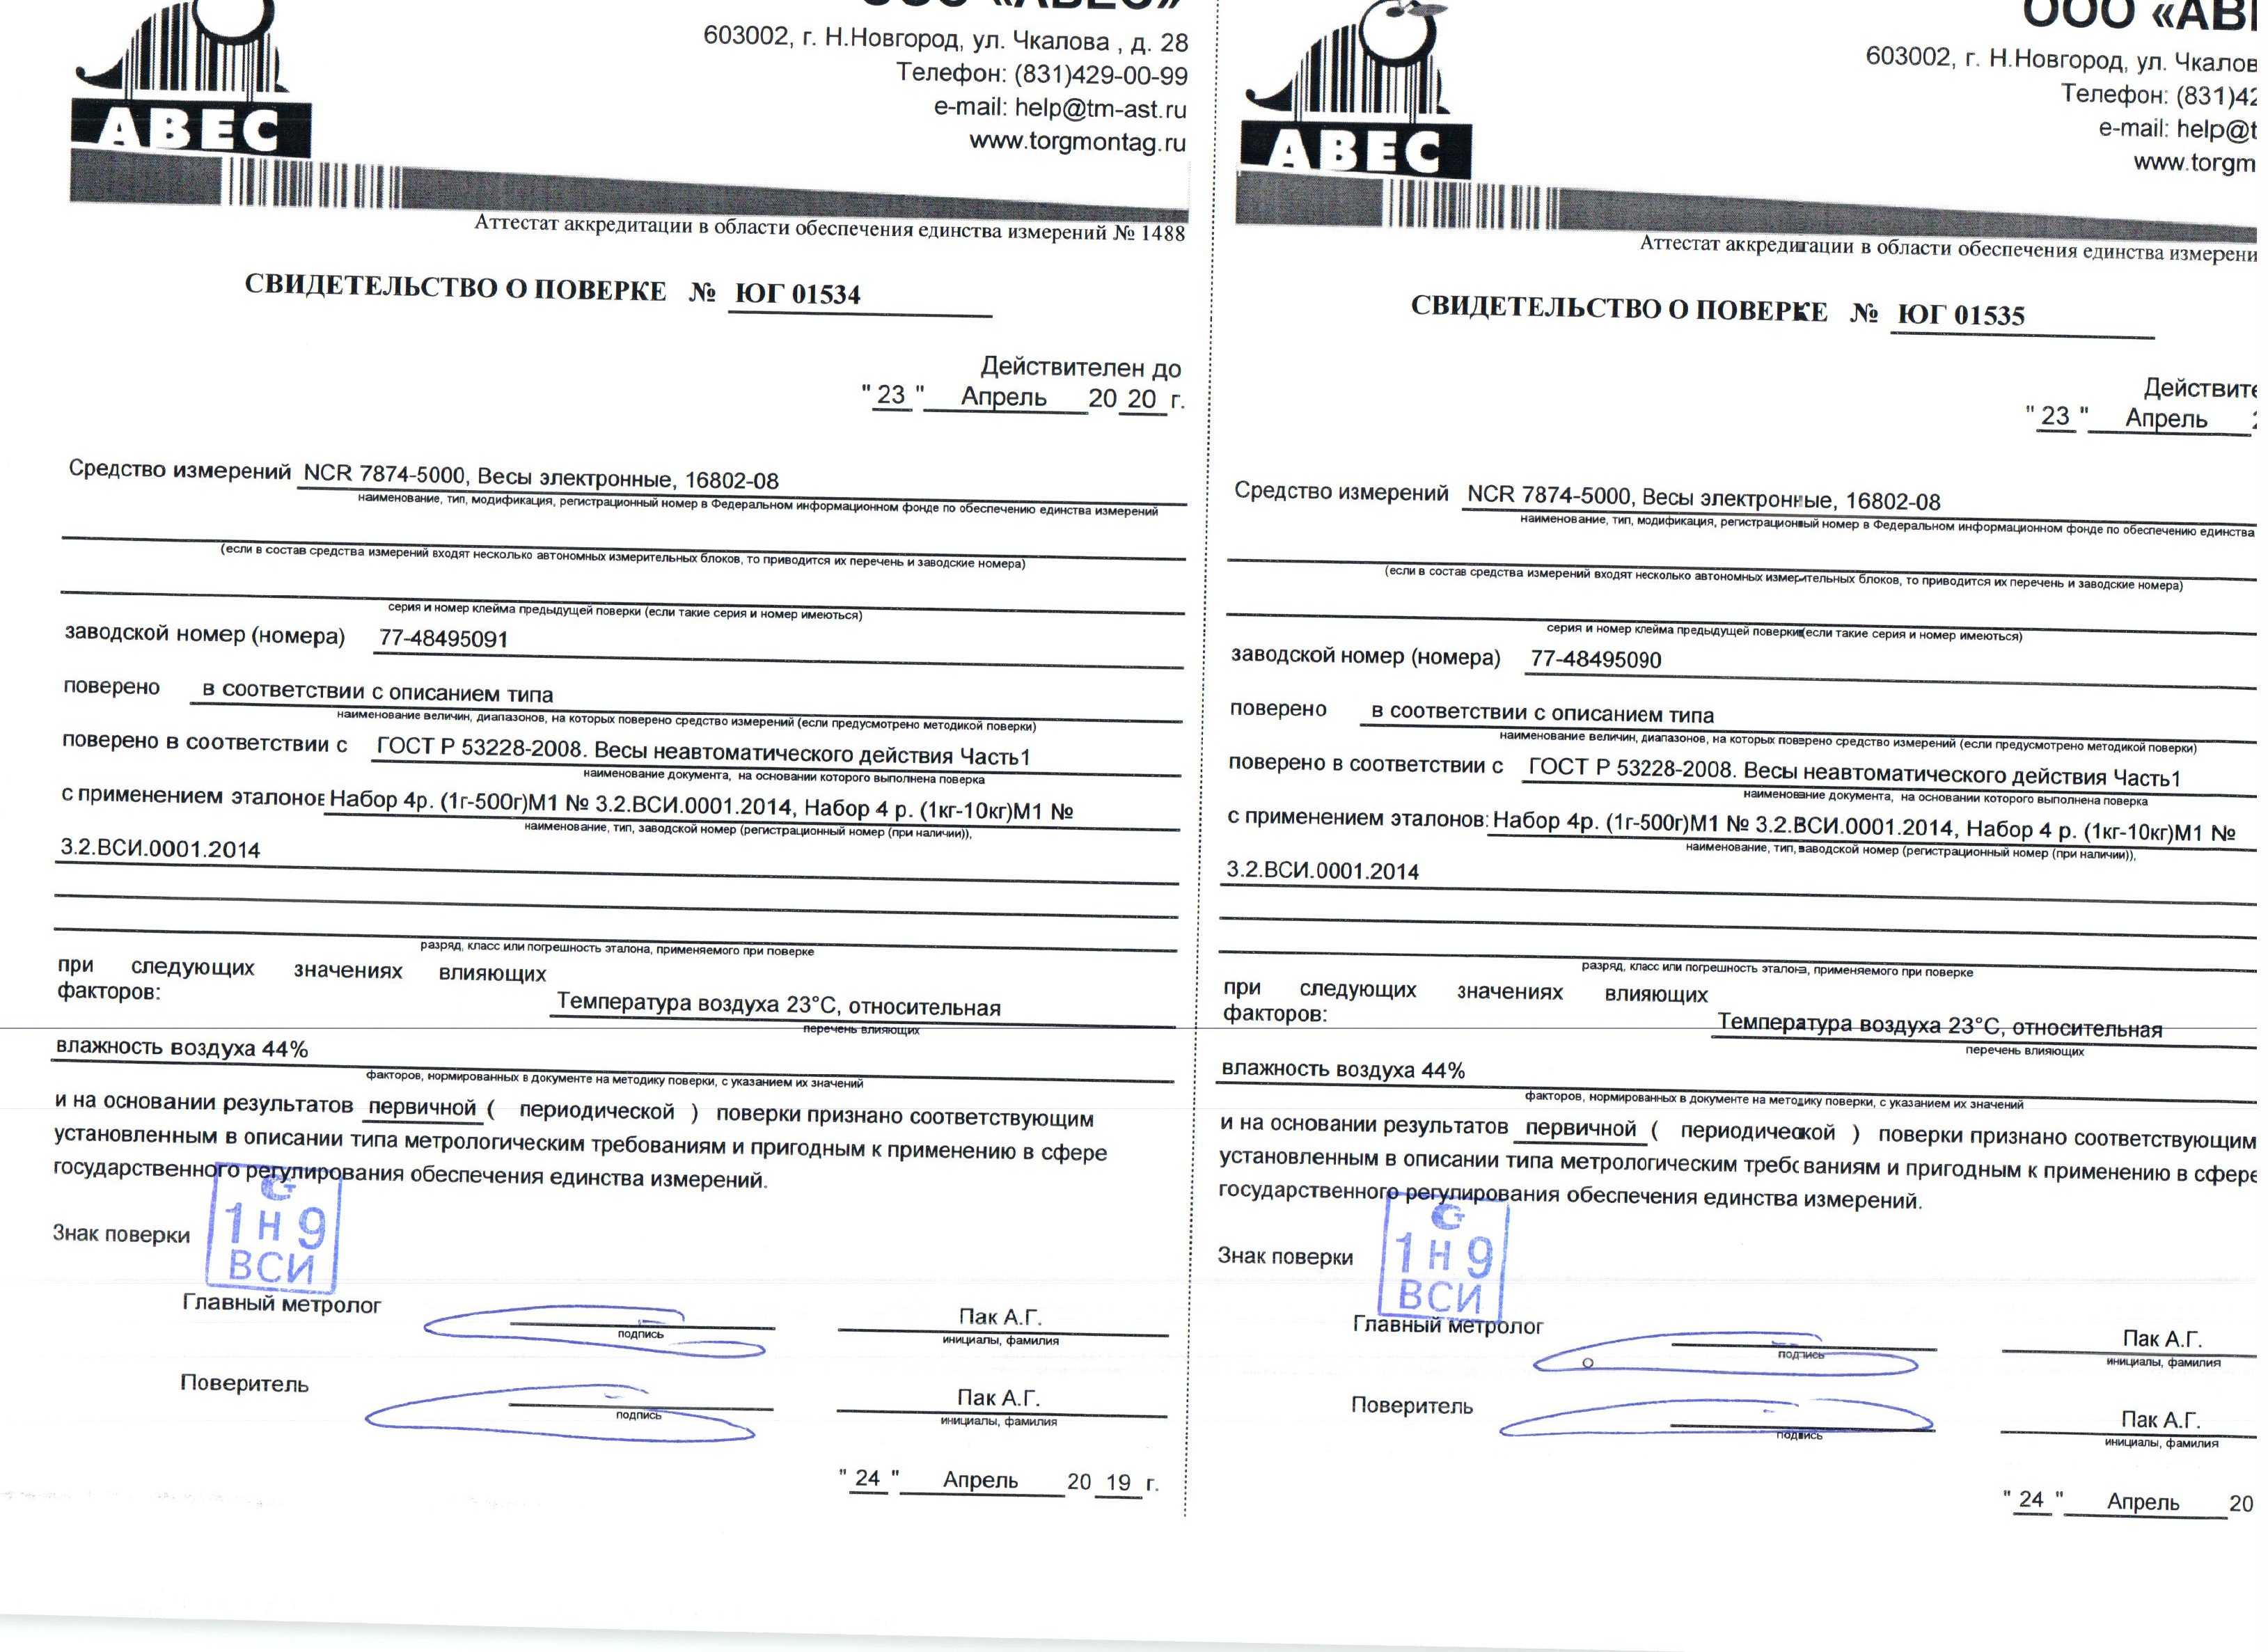 ООО «АВЕС»
603002, г. Н.Новгород, ул. Чкалова , д. 28
Телефон: (831)429-00-99
e-mail: help@tm-ast.ru
www.torgmontag.ru
АВЕС
Аттестат аккредитации в области обеспечения единства измерений № 1488
СВИДЕТЕЛЬСТВО О ПОВЕРКЕ № ЮГ 01534
Действителен до
" 23 " Апрель 20 20 г.
Средство измерений NCR 7874-5000, Весы электронные, 16802-08
наименование, тип, модификация, регистрационный номер в Федеральном информационном фонде по обеспечению единства измерений
(если в состав средства измерений входят несколько автономных измерительных блоков, то приводится их перечень и заводские номера)
серия и номер клейма предыдущей поверки (если такие серия и номер имеються)
заводской номер (номера) 77-48495091
поверено в соответствии с описанием типа
наименование величин, диапазонов, на которых поверено средство измерений (если предусмотрено методикой поверки)
поверено в соответствии с ГОСТ Р 53228-2008. Весы неавтоматического действия Часть1
наименование документа, на основании которого выполнена поверка
с применением эталонов Набор 4р. (1г-500г)М1 № 3.2.ВСИ.0001.2014, Набор 4 р. (1кг-10кг)М1 №
наименование, тип, заводской номер (регистрационный номер (при наличии)),
3.2.ВСИ.0001.2014
разряд, класс или погрешность эталона, применяемого при поверке
при следующих значениях влияющих
факторов: Температура воздуха 23°С, относительная
перечень влияющих
влажность воздуха 44%
факторов, нормированных в документе на методику поверки, с указанием их значений
и на основании результатов первичной ( периодической ) поверки признано соответствующим
установленным в описании типа метрологическим требованиям и пригодным к применению в сфере
государственного регулирования обеспечения единства измерений.
Знак поверки
1 Н 9
ВСИ
Главный метролог Пак А.Г.
подпись инициалы, фамилия
Поверитель Пак А.Г.
подпись инициалы, фамилия
" 24 " Апрель 20 19 г.
ООО «АВЕ
603002, г. Н.Новгород, ул. Чкалов
Телефон: (831)42
e-mail: help@t
www.torgm
АВЕС
Аттестат аккредитации в области обеспечения единства измерени
СВИДЕТЕЛЬСТВО О ПОВЕРКЕ № ЮГ 01535
Действите
" 23 " Апрель 2
Средство измерений NCR 7874-5000, Весы электронные, 16802-08
наименование, тип, модификация, регистрационный номер в Федеральном информационном фонде по обеспечению единства
(если в состав средства измерений входят несколько автономных измерительных блоков, то приводится их перечень и заводские номера)
серия и номер клейма предыдущей поверки (если такие серия и номер имеються)
заводской номер (номера) 77-48495090
поверено в соответствии с описанием типа
наименование величин, диапазонов, на которых поверено средство измерений (если предусмотрено методикой поверки)
поверено в соответствии с ГОСТ Р 53228-2008. Весы неавтоматического действия Часть1
наименование документа, на основании которого выполнена поверка
с применением эталонов: Набор 4р. (1г-500г)М1 № 3.2.ВСИ.0001.2014, Набор 4 р. (1кг-10кг)М1 №
наименование, тип, заводской номер (регистрационный номер (при наличии)),
3.2.ВСИ.0001.2014
разряд, класс или погрешность эталона, применяемого при поверке
при следующих значениях влияющих
факторов: Температура воздуха 23°С, относительная
перечень влияющих
влажность воздуха 44%
факторов, нормированных в документе на методику поверки, с указанием их значений
и на основании результатов первичной ( периодической ) поверки признано соответствующим
установленным в описании типа метрологическим требованиям и пригодным к применению в сфере
государственного регулирования обеспечения единства измерений.
Знак поверки
1 Н 9
ВСИ
Главный метролог Пак А.Г.
подпись инициалы, фамилия
Поверитель Пак А.Г.
подпись инициалы, фамилия
" 24 " Апрель 20